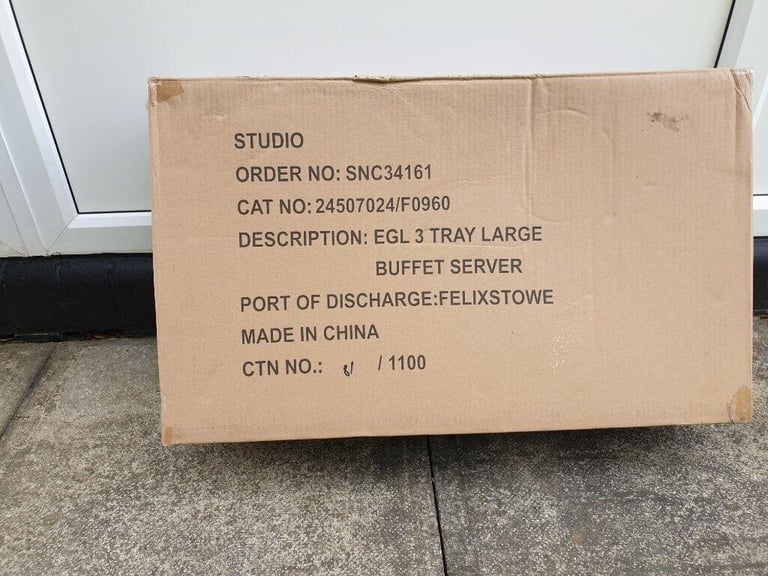 STUDIO
ORDER NO: SNC34161
CAT NO: 24507024/F0960
DESCRIPTION: EGL 3 TRAY LARGE
BUFFET SERVER
PORT OF DISCHARGE:FELIXSTOWE
MADE IN CHINA
CTN NO.: / 1100